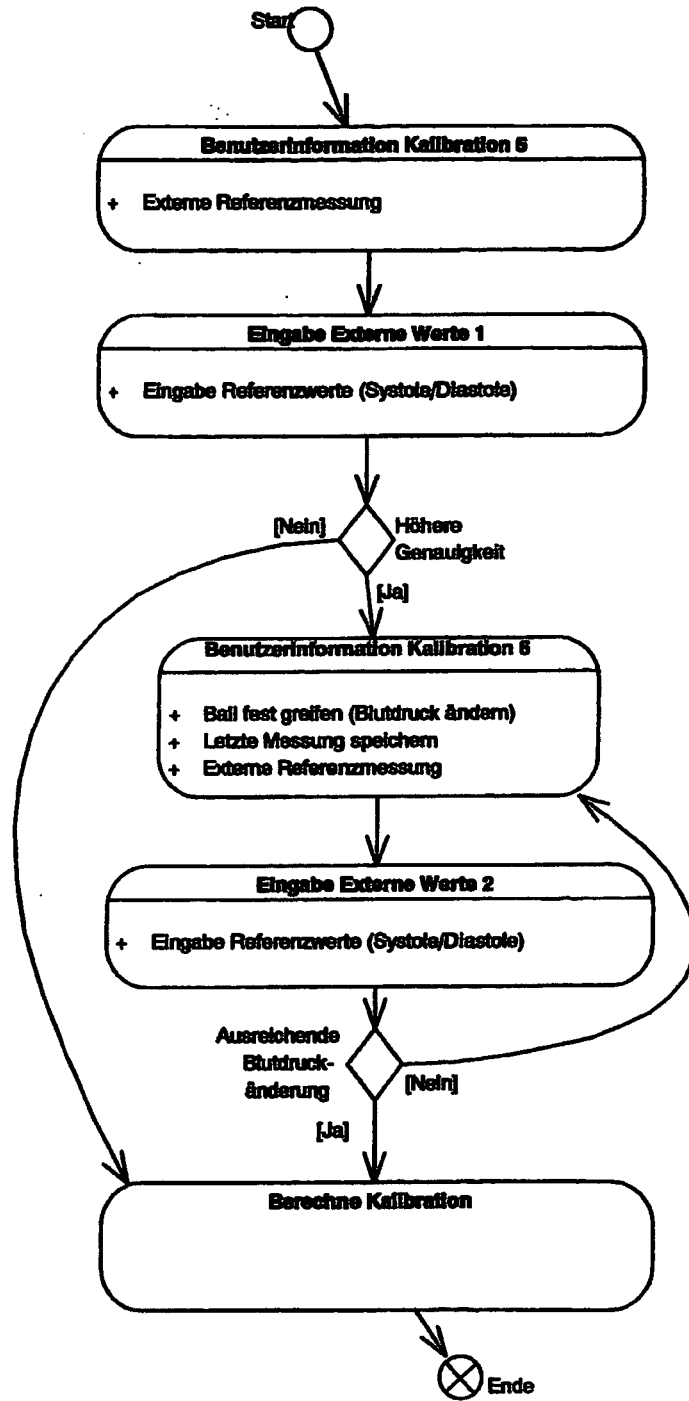 Start
Benutzerinformation Kalibration 5
+ Externe Referenzmessung
Eingabe Externe Werte 1
+ Eingabe Referenzwerte (Systole/Diastole)
[Nein]
Höhere
Genauigkeit
[Ja]
Benutzerinformation Kalibration 6
+ Ball fest greifen (Blutdruck ändern)
+ Letzte Messung speichern
+ Externe Referenzmessung
Eingabe Externe Werte 2
+ Eingabe Referenzwerte (Systole/Diastole)
Ausreichende
Blutdruck-
änderung
[Nein]
[Ja]
Berechne Kalibration
Ende